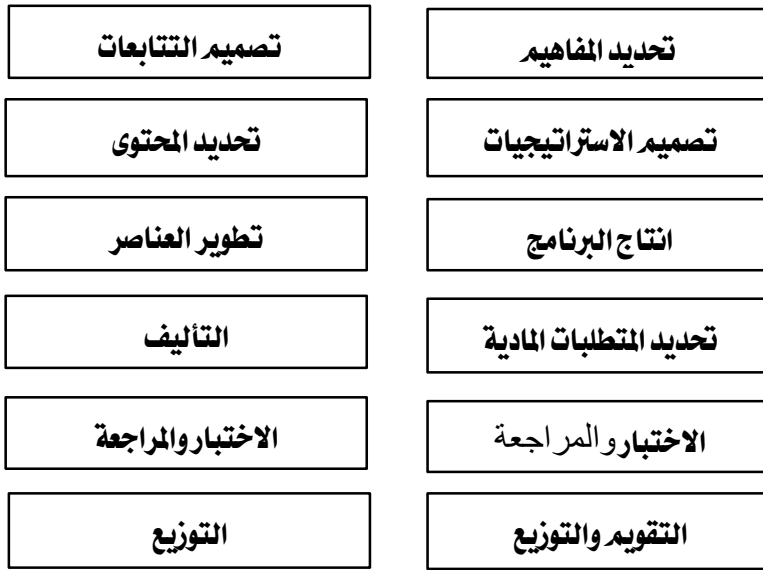 تحديد المفاهيم
تصميم التتابعات
تصميم الاستراتيجيات
تحديد المحتوى
انتاج البرنامج
تطوير العناصر
تحديد المتطلبات المادية
التأليف
الاختبار والمراجعة
الاختبار والمراجعة
التقويم والتوزيع
التوزيع